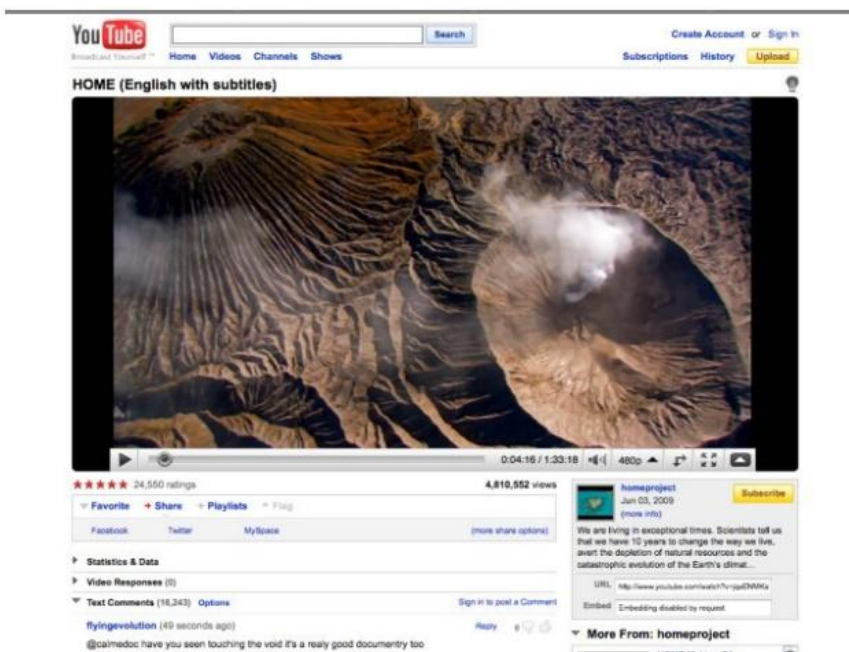 You Tube
Search
Create Account or Sign In
Broadcast Yourself ™
Home Videos Channels Shows
Subscriptions History Upload
HOME (English with subtitles)
0:04:16 / 1:33:18 480p
24,550 ratings
4,810,552 views
Favorite Share Playlists Flag
Facebook Twitter MySpace (more share options)
Statistics & Data
Video Responses (0)
Text Comments (16,243) Options
Sign in to post a Comment
flyingevolution (49 seconds ago)
Reply 0
@calmedoc have you seen touching the void it's a realy good documentry too
homeproject
Jun 03, 2009
(more info)
Subscribe
We are living in exceptional times. Scientists tell us
that we have 10 years to change the way we live,
avert the depletion of natural resources and the
catastrophic evolution of the Earth's climat...
URL
Embed Embedding disabled by request
More From: homeproject